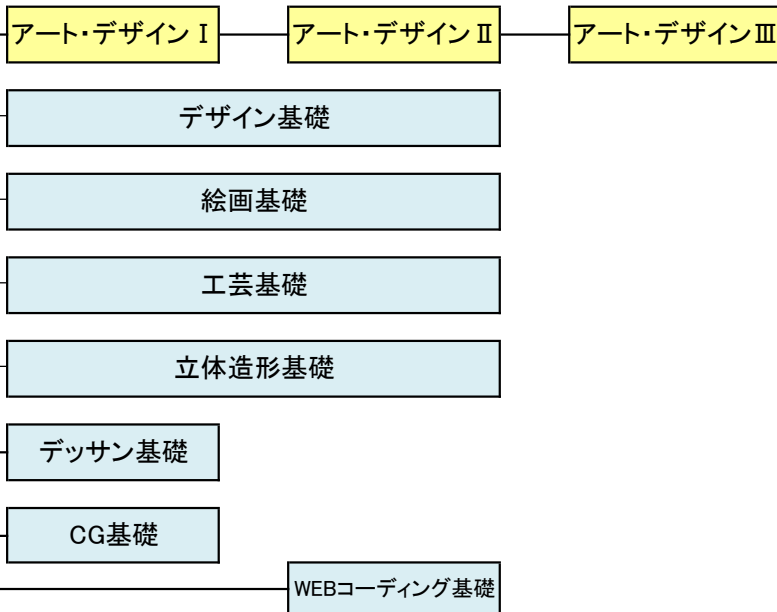 アート・デザインⅠ
アート・デザインⅡ
アート・デザインⅢ
デザイン基礎
絵画基礎
工芸基礎
立体造形基礎
デッサン基礎
CG基礎
WEBコーディング基礎